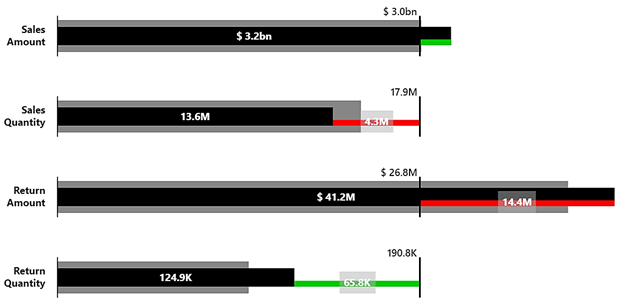 $ 3.0bn
Sales
Amount
$ 3.2bn
17.9M
Sales
Quantity
13.6M
4.3M
$ 26.8M
Return
Amount
$ 41.2M
14.4M
190.8K
Return
Quantity
124.9K
65.8K